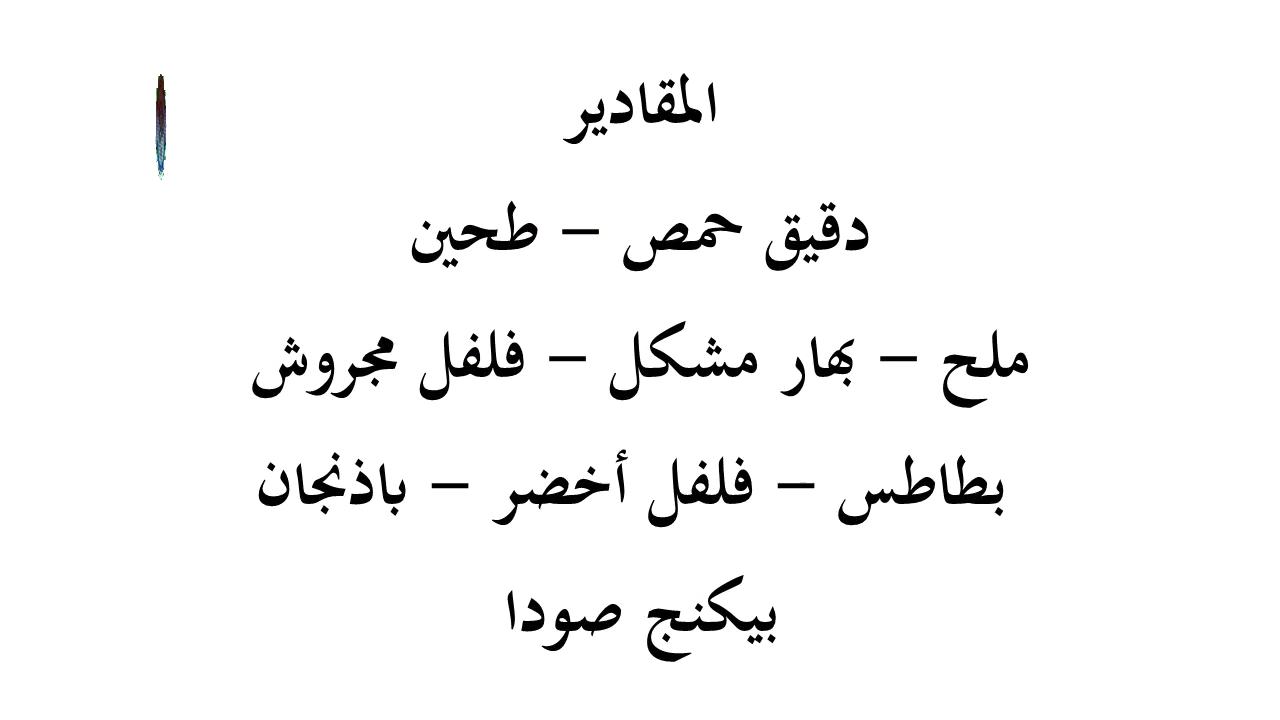 المقادير
دقيق حمص – طحين
ملح – بهار مشكل – فلفل مجروش
بطاطس – فلفل أخضر – باذنجان
بيكنج صودا